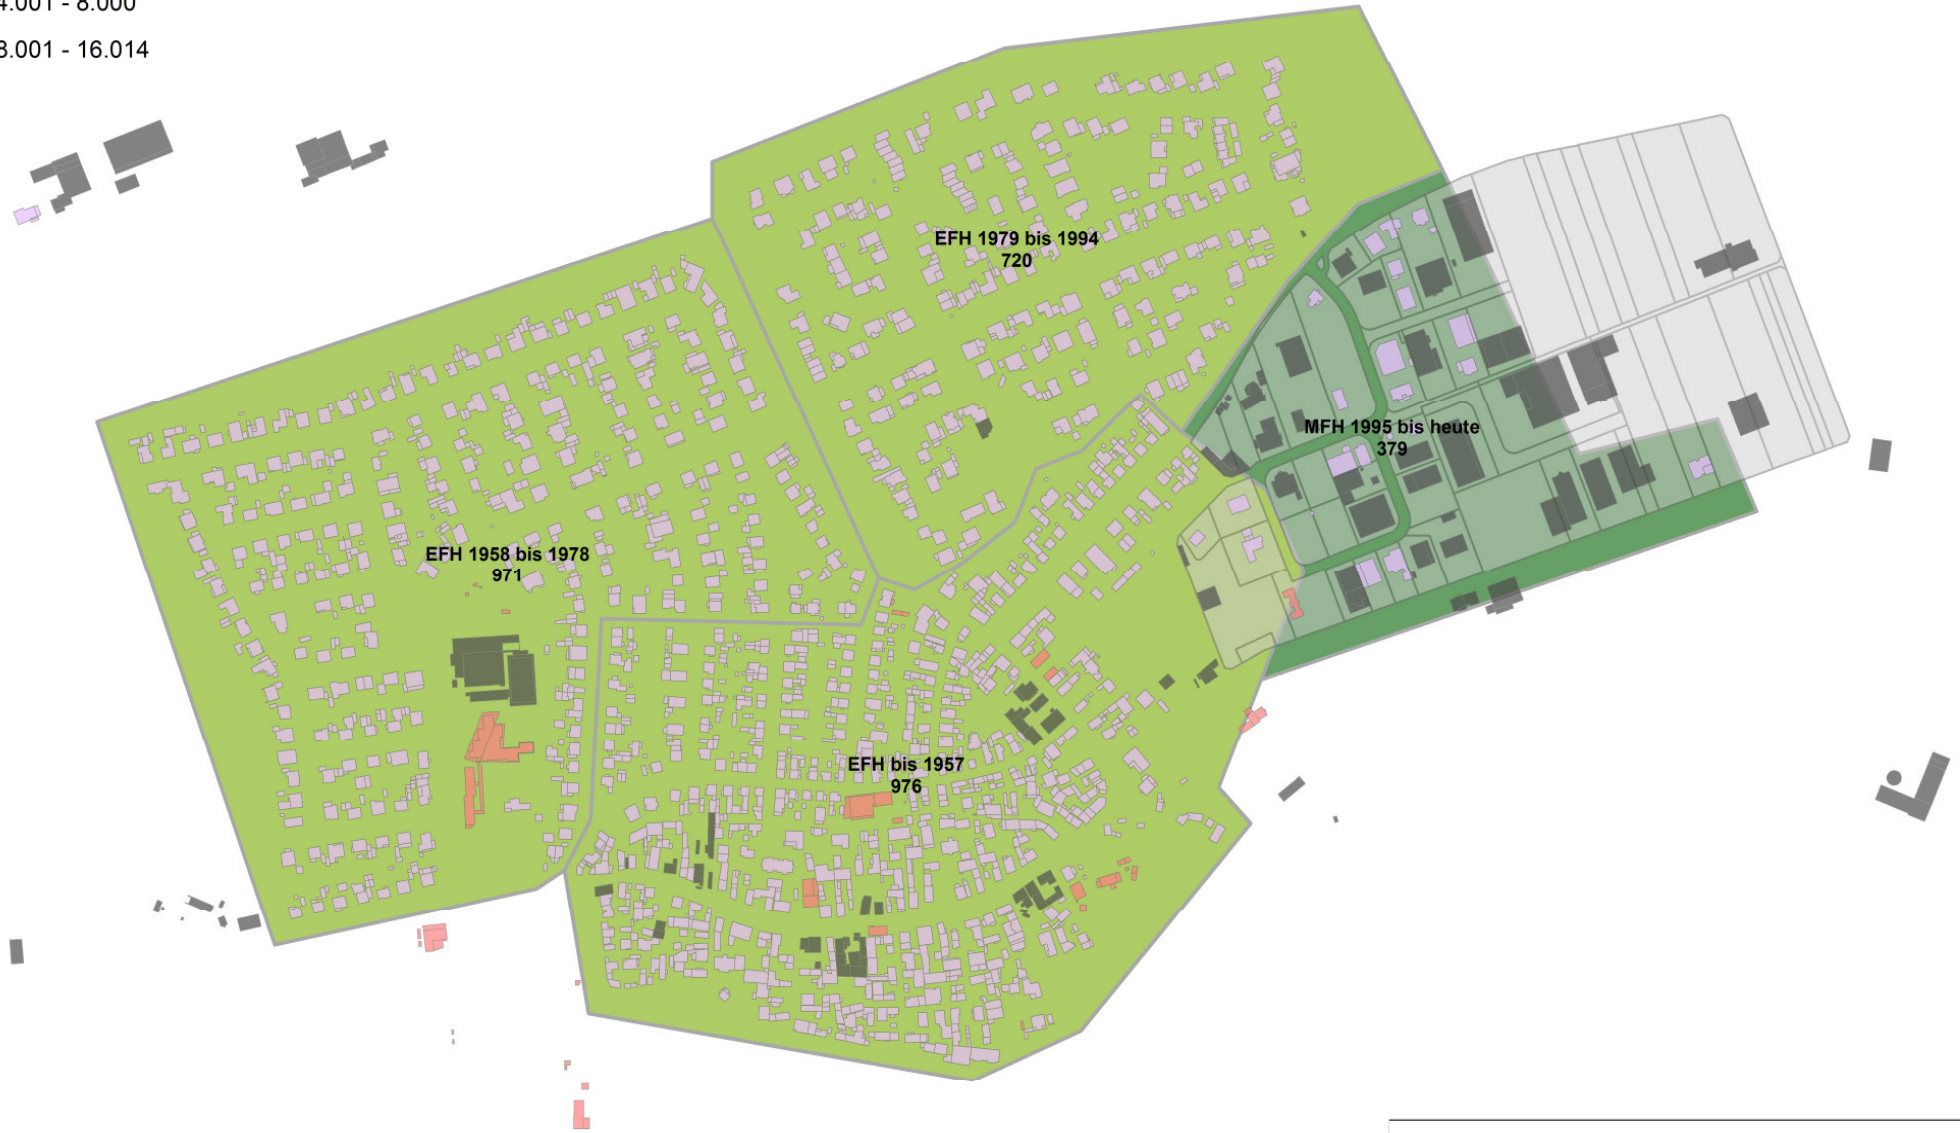 4.001 - 8.000
8.001 - 16.014
EFH 1979 bis 1994
720
MFH 1995 bis heute
379
EFH 1958 bis 1978
971
EFH bis 1957
976